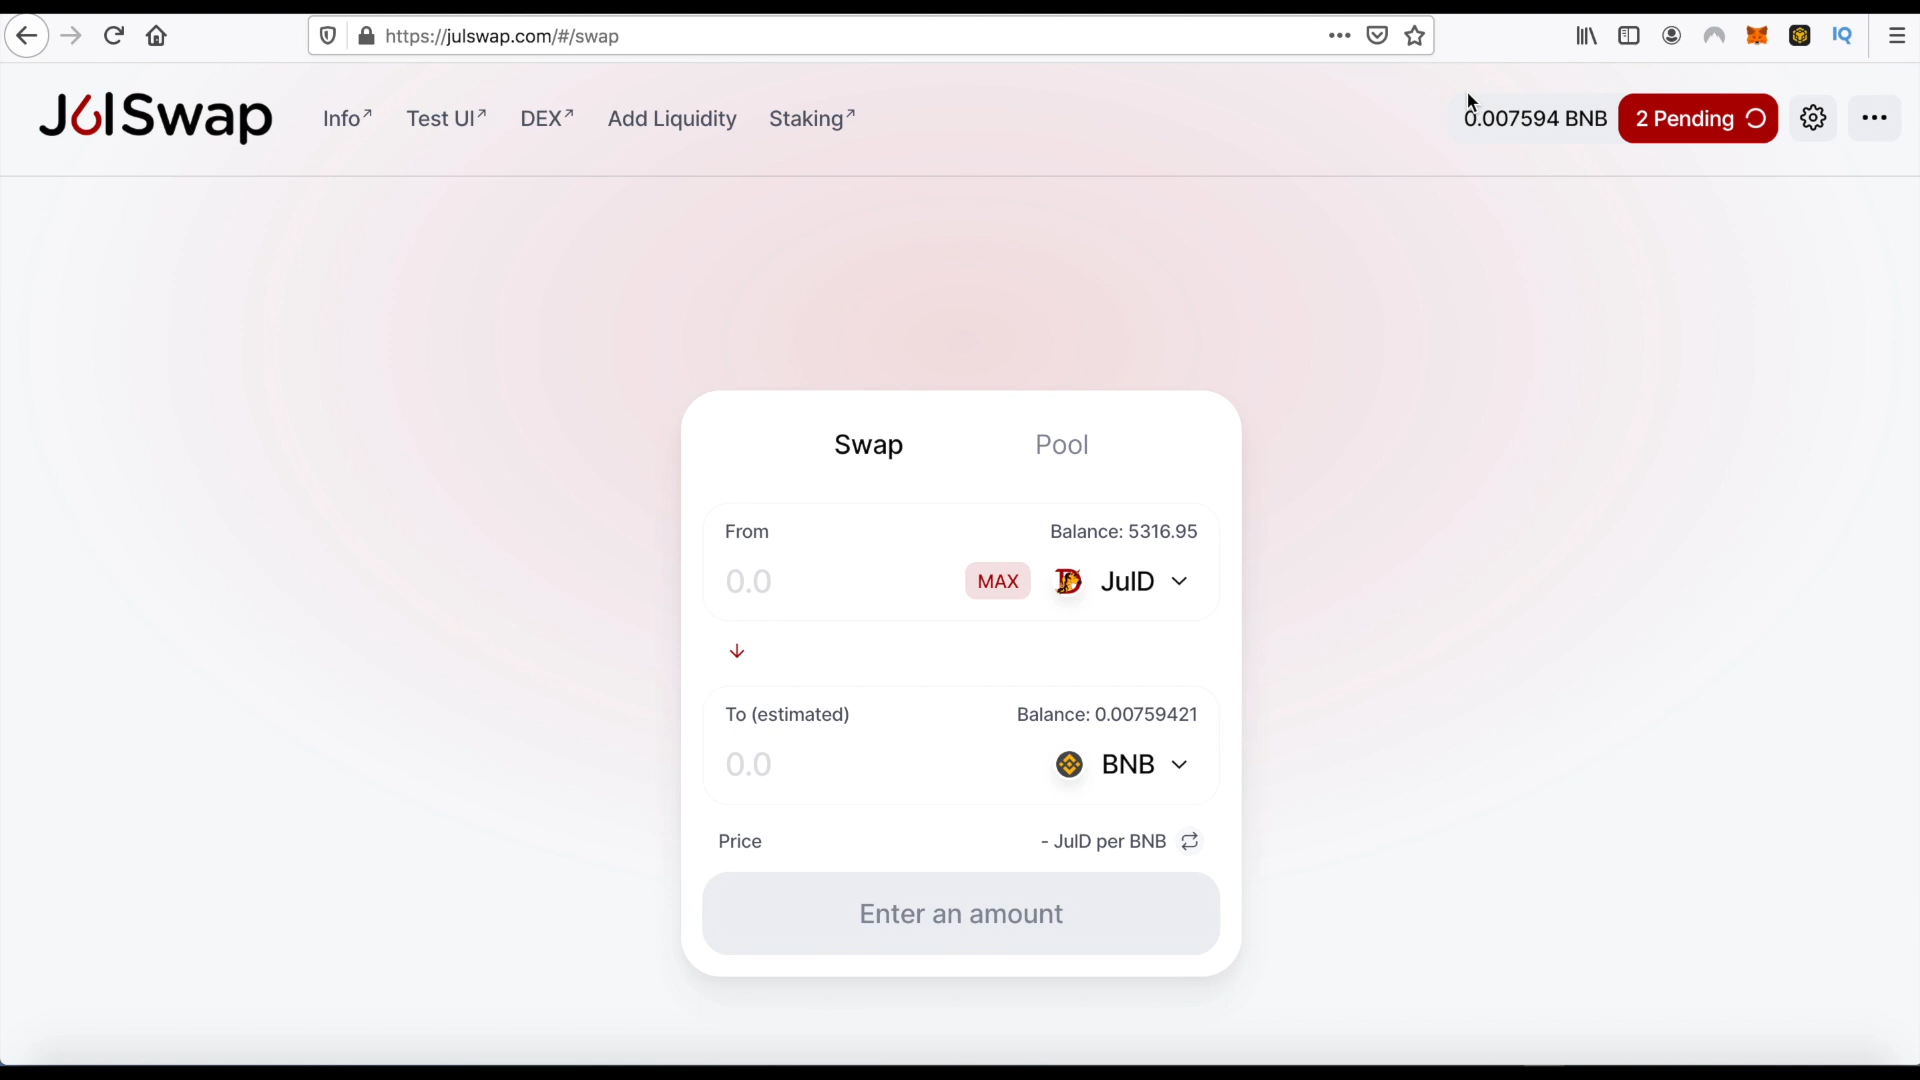 https://julswap.com/#/swap
IQ
JulSwap
Info↗ Test UI↗ DEX↗ Add Liquidity Staking↗
0.007594 BNB 2 Pending
Swap Pool
From Balance: 5316.95
0.0 MAX JulD
To (estimated) Balance: 0.00759421
0.0 BNB
Price - JulD per BNB
Enter an amount